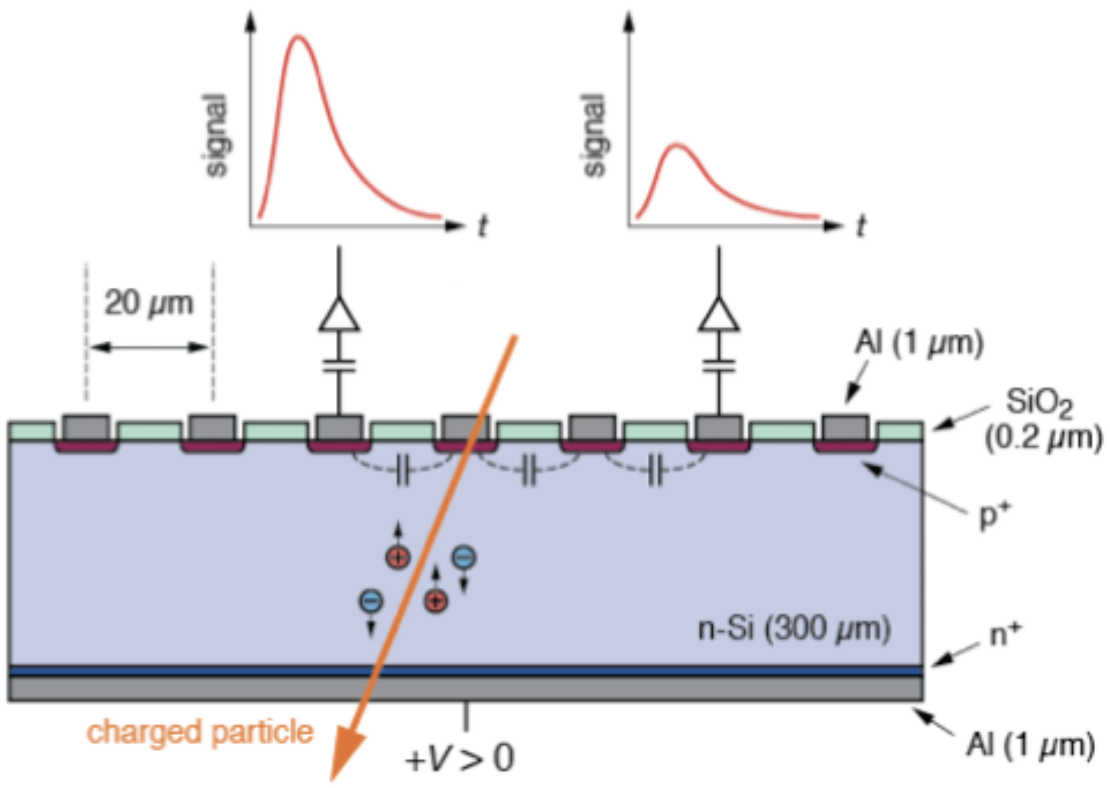 signal
t
signal
t
20 µm
Al (1 µm)
SiO₂
(0.2 µm)
p⁺
+
−
−
+
n-Si (300 µm)
n⁺
charged particle
+V > 0
Al (1 µm)